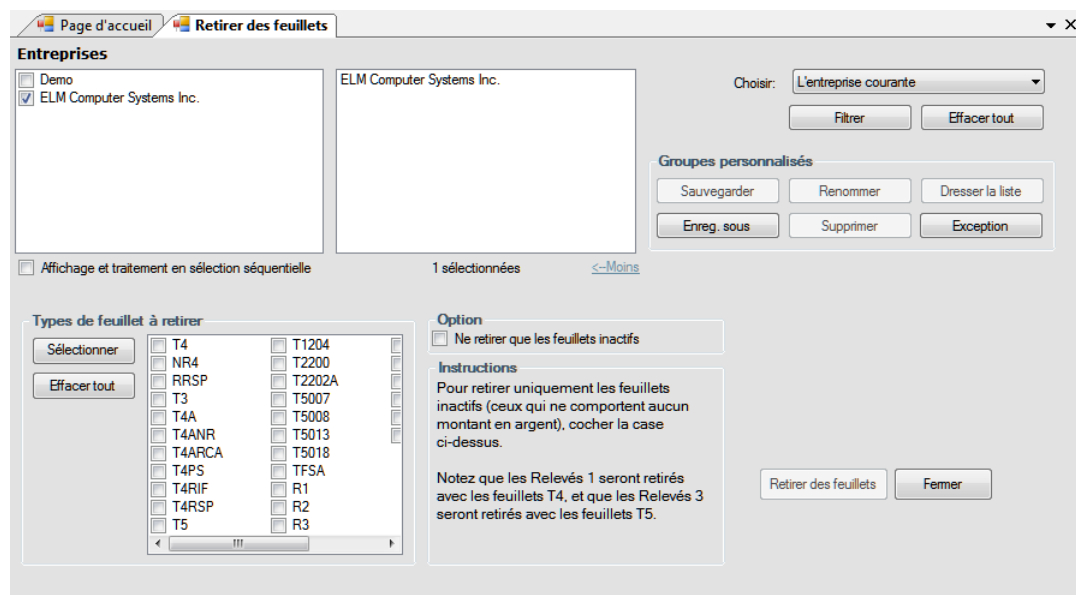 Page d'accueil
Retirer des feuillets
Entreprises
Demo
ELM Computer Systems Inc.
ELM Computer Systems Inc.
Choisir:
L'entreprise courante
Filtrer
Effacer tout
Groupes personnalisés
Sauvegarder
Renommer
Dresser la liste
Enreg. sous
Supprimer
Exception
Affichage et traitement en sélection séquentielle
1 sélectionnées
<--Moins
Types de feuillet à retirer
Sélectionner
Effacer tout
T4
NR4
RRSP
T3
T4A
T4ANR
T4ARCA
T4PS
T4RIF
T4RSP
T5
T1204
T2200
T2202A
T5007
T5008
T5013
T5018
TFSA
R1
R2
R3
Option
Ne retirer que les feuillets inactifs
Instructions
Pour retirer uniquement les feuillets
inactifs (ceux qui ne comportent aucun
montant en argent), cocher la case
ci-dessus.
Notez que les Relevés 1 seront retirés
avec les feuillets T4, et que les Relevés 3
seront retirés avec les feuillets T5.
Retirer des feuillets
Fermer